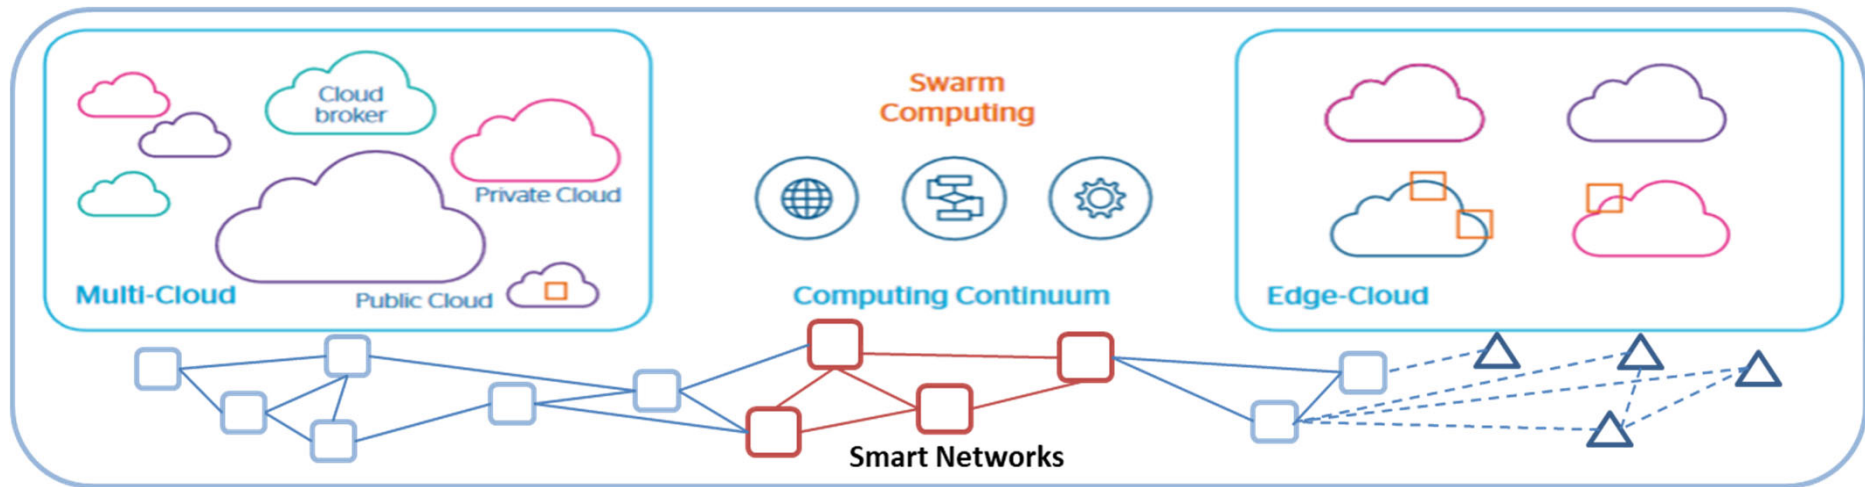 Cloud
broker
Private Cloud
Public Cloud
Multi-Cloud
Swarm
Computing
Computing Continuum
Edge-Cloud
Smart Networks